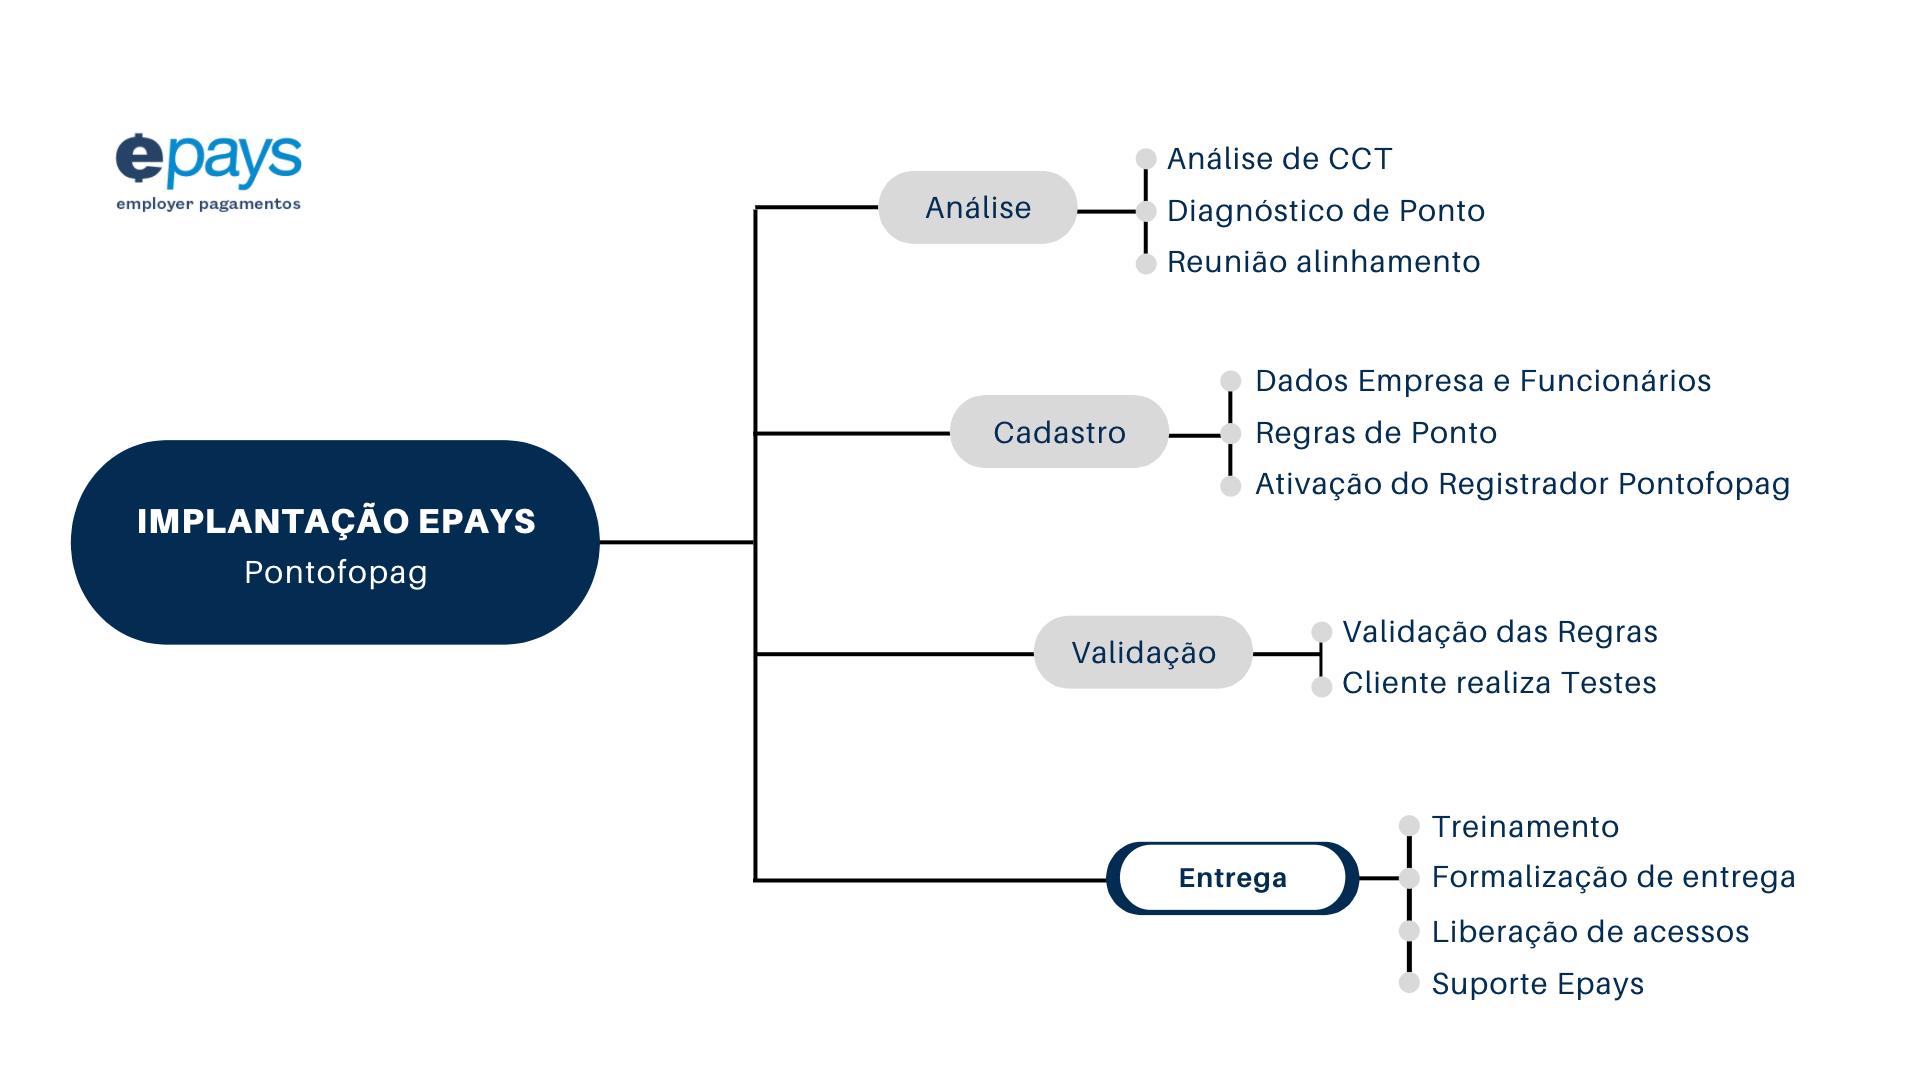 epays
employer pagamentos
IMPLANTAÇÃO EPAYS
Pontofopag
Análise
Análise de CCT
Diagnóstico de Ponto
Reunião alinhamento
Cadastro
Dados Empresa e Funcionários
Regras de Ponto
Ativação do Registrador Pontofopag
Validação
Validação das Regras
Cliente realiza Testes
Entrega
Treinamento
Formalização de entrega
Liberação de acessos
Suporte Epays